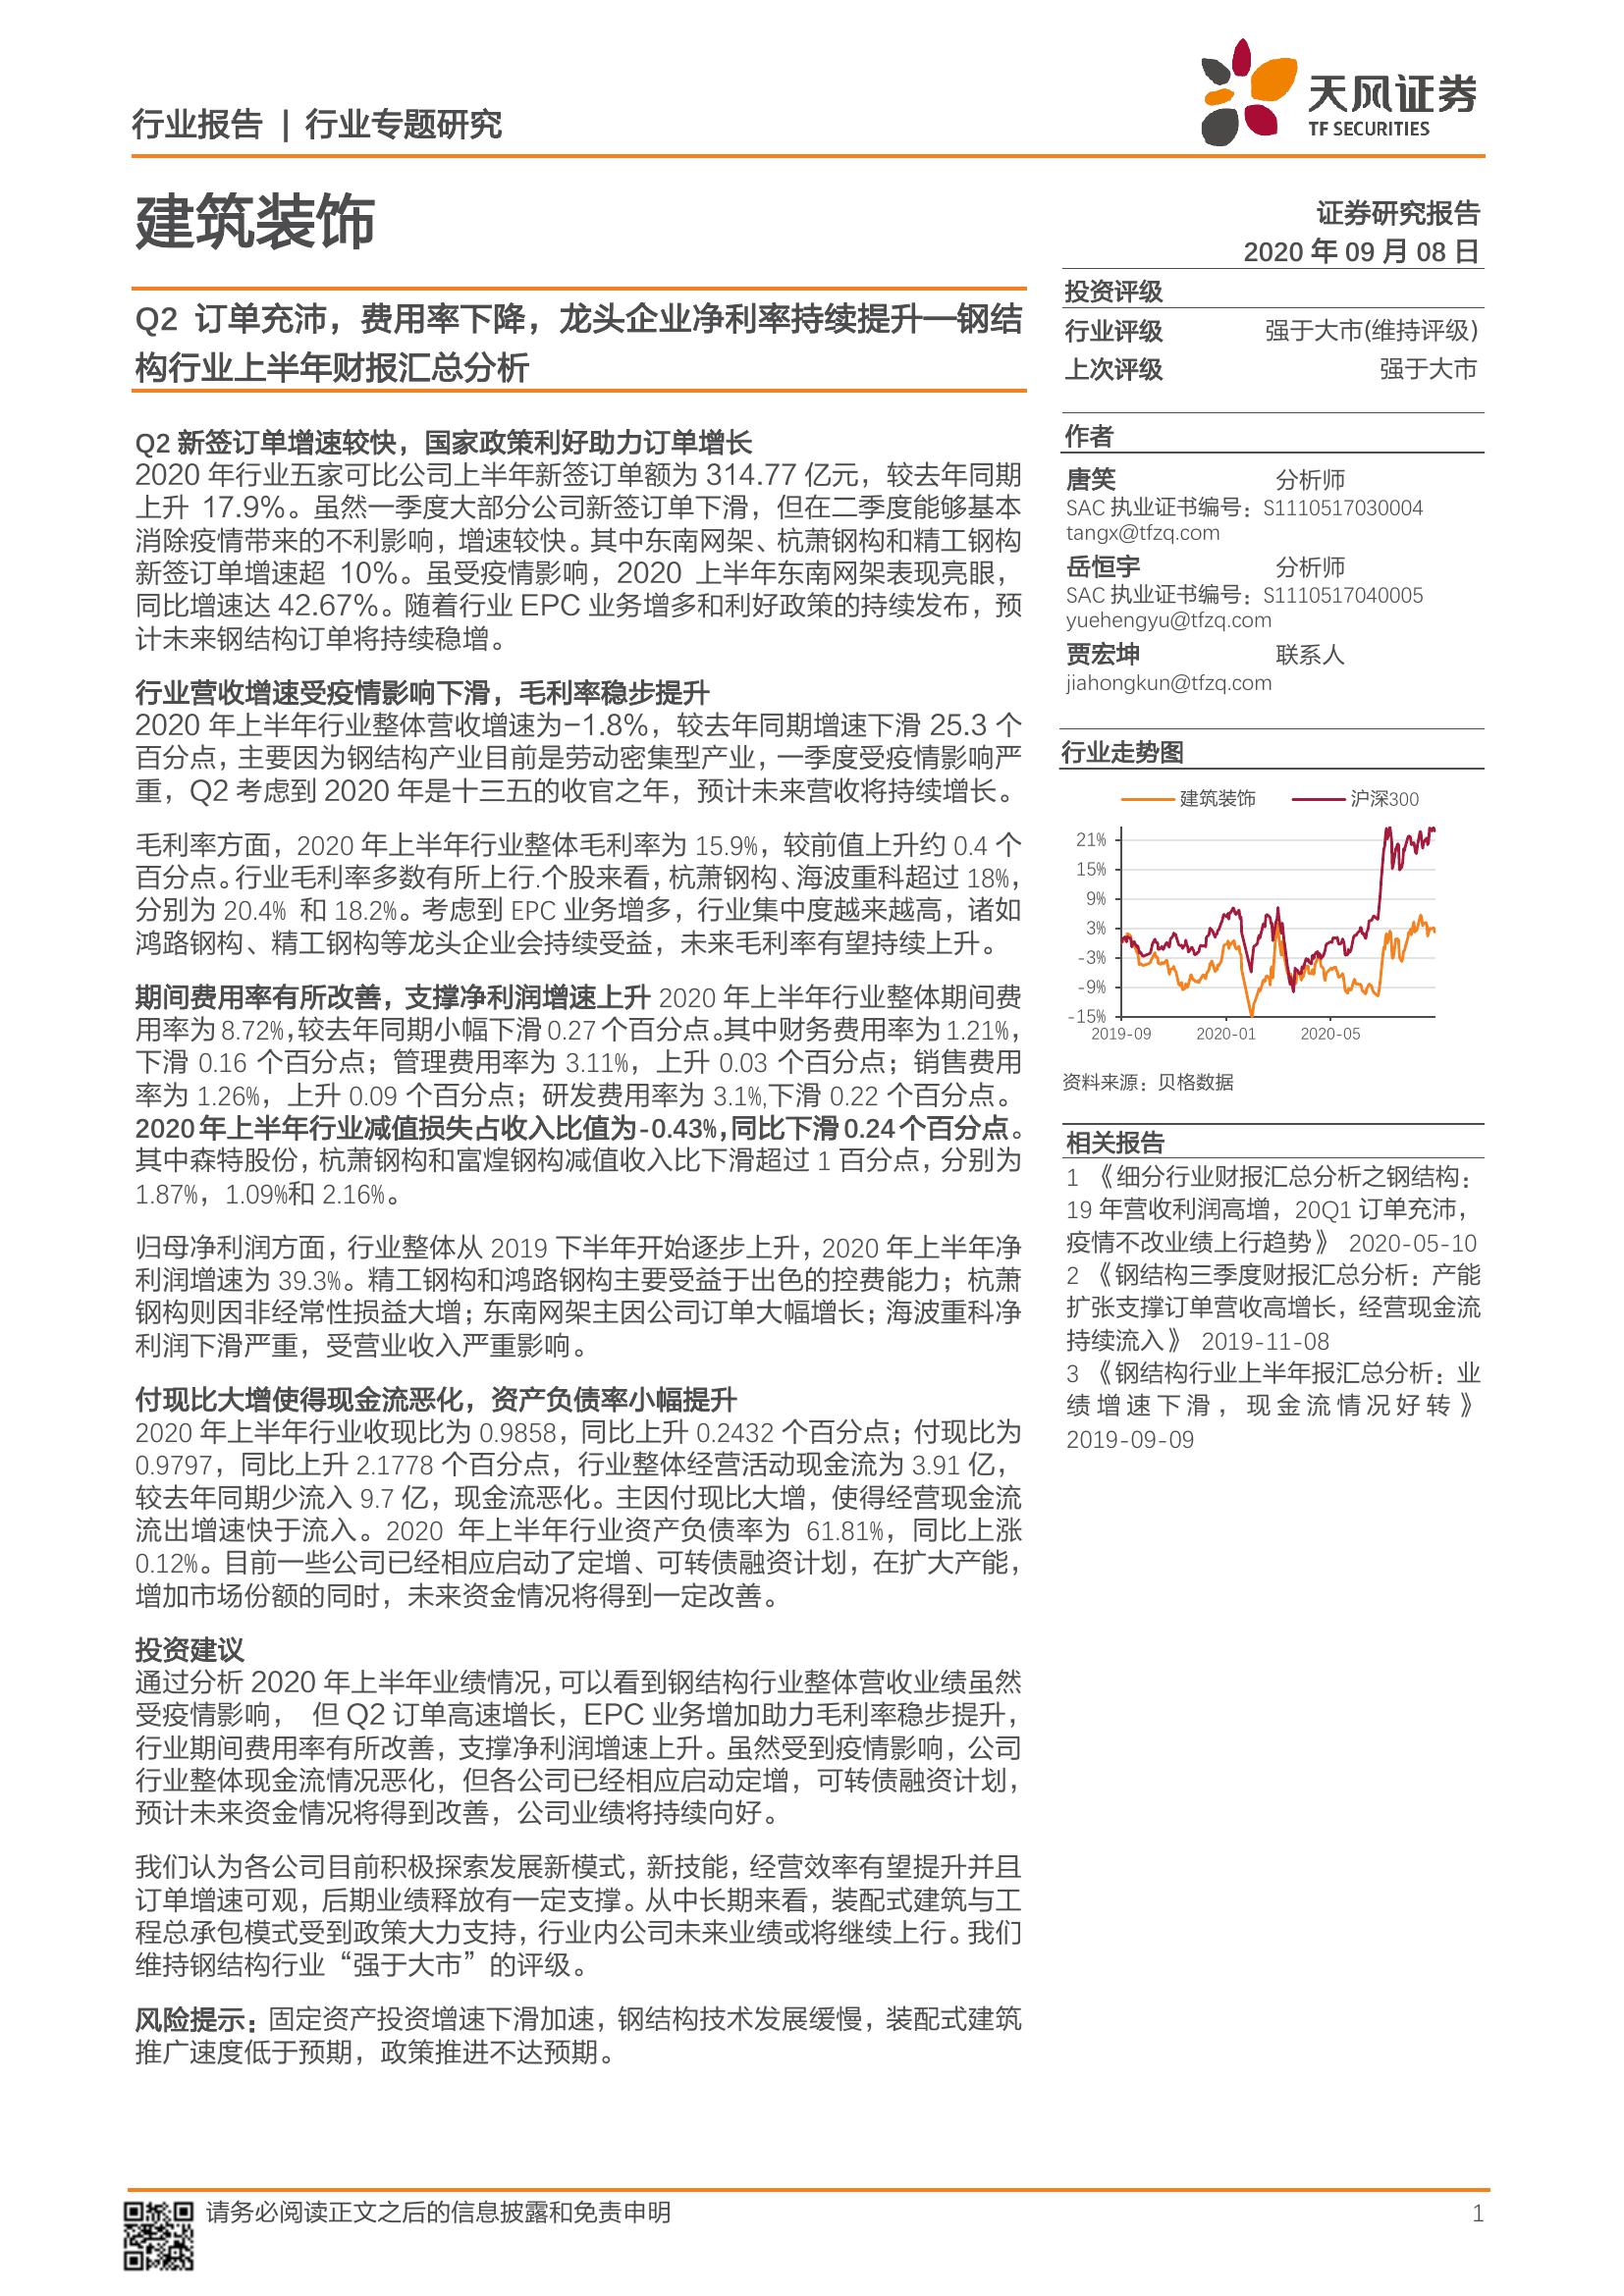 行业报告 | 行业专题研究
天风证券
TF SECURITIES
建筑装饰
证券研究报告
2020 年 09 月 08 日
Q2 订单充沛，费用率下降，龙头企业净利率持续提升—钢结
构行业上半年财报汇总分析
Q2 新签订单增速较快，国家政策利好助力订单增长
2020 年行业五家可比公司上半年新签订单额为 314.77 亿元，较去年同期
上升 17.9%。虽然一季度大部分公司新签订单下滑，但在二季度能够基本
消除疫情带来的不利影响，增速较快。其中东南网架、杭萧钢构和精工钢构
新签订单增速超 10%。虽受疫情影响，2020 上半年东南网架表现亮眼，
同比增速达 42.67%。随着行业 EPC 业务增多和利好政策的持续发布，预
计未来钢结构订单将持续稳增。
行业营收增速受疫情影响下滑，毛利率稳步提升
2020 年上半年行业整体营收增速为-1.8%，较去年同期增速下滑 25.3 个
百分点，主要因为钢结构产业目前是劳动密集型产业，一季度受疫情影响严
重，Q2 考虑到 2020 年是十三五的收官之年，预计未来营收将持续增长。
毛利率方面，2020 年上半年行业整体毛利率为 15.9%，较前值上升约 0.4 个
百分点。行业毛利率多数有所上行.个股来看，杭萧钢构、海波重科超过 18%，
分别为 20.4% 和 18.2%。考虑到 EPC 业务增多，行业集中度越来越高，诸如
鸿路钢构、精工钢构等龙头企业会持续受益，未来毛利率有望持续上升。
期间费用率有所改善，支撑净利润增速上升 2020 年上半年行业整体期间费
用率为 8.72%,较去年同期小幅下滑 0.27 个百分点。其中财务费用率为 1.21%，
下滑 0.16 个百分点；管理费用率为 3.11%，上升 0.03 个百分点；销售费用
率为 1.26%，上升 0.09 个百分点；研发费用率为 3.1%,下滑 0.22 个百分点。
2020 年上半年行业减值损失占收入比值为-0.43%,同比下滑 0.24 个百分点。
其中森特股份，杭萧钢构和富煌钢构减值收入比下滑超过 1 百分点，分别为
1.87%，1.09%和 2.16%。
归母净利润方面，行业整体从 2019 下半年开始逐步上升，2020 年上半年净
利润增速为 39.3%。精工钢构和鸿路钢构主要受益于出色的控费能力；杭萧
钢构则因非经常性损益大增；东南网架主因公司订单大幅增长；海波重科净
利润下滑严重，受营业收入严重影响。
付现比大增使得现金流恶化，资产负债率小幅提升
2020 年上半年行业收现比为 0.9858，同比上升 0.2432 个百分点；付现比为
0.9797，同比上升 2.1778 个百分点，行业整体经营活动现金流为 3.91 亿，
较去年同期少流入 9.7 亿，现金流恶化。主因付现比大增，使得经营现金流
流出增速快于流入。2020 年上半年行业资产负债率为 61.81%，同比上涨
0.12%。目前一些公司已经相应启动了定增、可转债融资计划，在扩大产能，
增加市场份额的同时，未来资金情况将得到一定改善。
投资建议
通过分析 2020 年上半年业绩情况，可以看到钢结构行业整体营收业绩虽然
受疫情影响， 但 Q2 订单高速增长，EPC 业务增加助力毛利率稳步提升，
行业期间费用率有所改善，支撑净利润增速上升。虽然受到疫情影响，公司
行业整体现金流情况恶化，但各公司已经相应启动定增，可转债融资计划，
预计未来资金情况将得到改善，公司业绩将持续向好。
我们认为各公司目前积极探索发展新模式，新技能，经营效率有望提升并且
订单增速可观，后期业绩释放有一定支撑。从中长期来看，装配式建筑与工
程总承包模式受到政策大力支持，行业内公司未来业绩或将继续上行。我们
维持钢结构行业“强于大市”的评级。
风险提示：固定资产投资增速下滑加速，钢结构技术发展缓慢，装配式建筑
推广速度低于预期，政策推进不达预期。
投资评级
行业评级 强于大市(维持评级)
上次评级 强于大市
作者
唐笑 分析师
SAC 执业证书编号：S1110517030004
tangx@tfzq.com
岳恒宇 分析师
SAC 执业证书编号：S1110517040005
yuehengyu@tfzq.com
贾宏坤 联系人
jiahongkun@tfzq.com
行业走势图
建筑装饰 沪深300
21%
15%
9%
3%
-3%
-9%
-15%
2019-09 2020-01 2020-05
资料来源：贝格数据
相关报告
1 《细分行业财报汇总分析之钢结构：
19 年营收利润高增，20Q1 订单充沛，
疫情不改业绩上行趋势》 2020-05-10
2 《钢结构三季度财报汇总分析：产能
扩张支撑订单营收高增长，经营现金流
持续流入》 2019-11-08
3 《钢结构行业上半年报汇总分析：业
绩增速下滑，现金流情况好转》
2019-09-09
请务必阅读正文之后的信息披露和免责申明 1